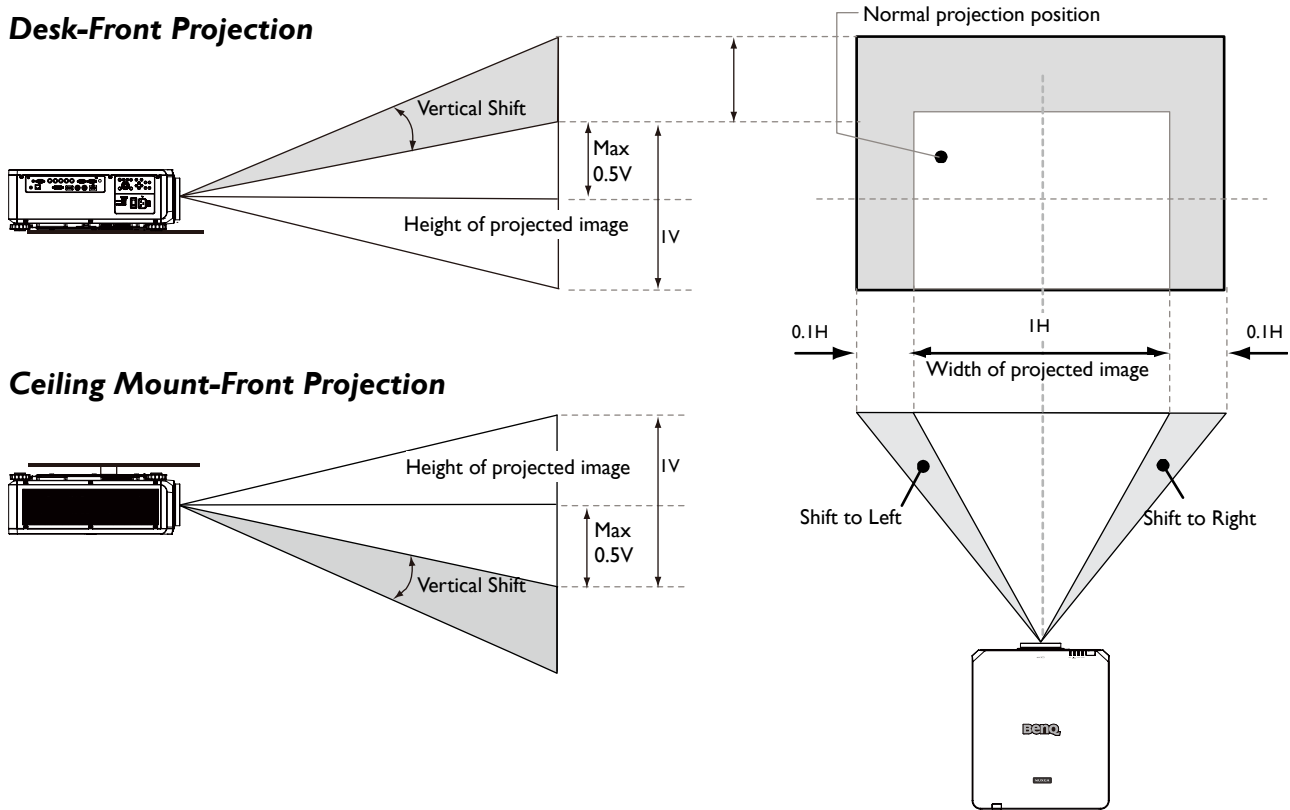 Desk-Front Projection
Normal projection position
Vertical Shift
Max
0.5V
Height of projected image
1V
0.1H
1H
0.1H
Width of projected image
Ceiling Mount-Front Projection
Height of projected image
1V
Max
0.5V
Vertical Shift
Shift to Left
Shift to Right
BenQ